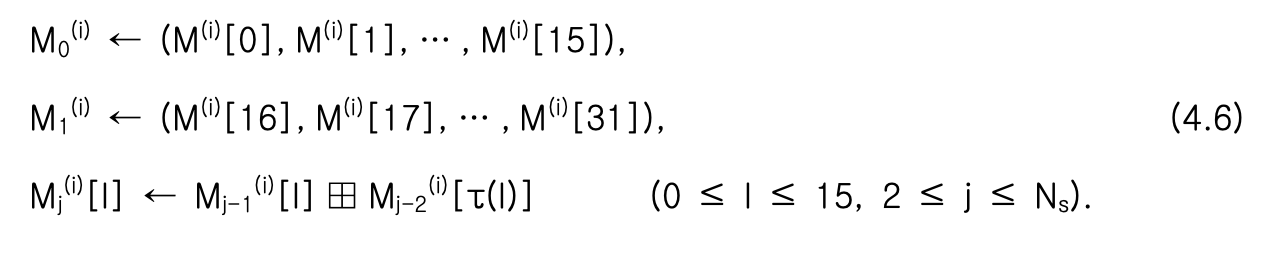 M₀⁽ⁱ⁾ ← (M⁽ⁱ⁾[0], M⁽ⁱ⁾[1], ⋯ , M⁽ⁱ⁾[15]),
M₁⁽ⁱ⁾ ← (M⁽ⁱ⁾[16], M⁽ⁱ⁾[17], ⋯ , M⁽ⁱ⁾[31]), (4.6)
Mⱼ⁽ⁱ⁾[l] ← Mⱼ₋₁⁽ⁱ⁾[l] ⊞ Mⱼ₋₂⁽ⁱ⁾[τ(l)] (0 ≤ l ≤ 15, 2 ≤ j ≤ Nₛ).